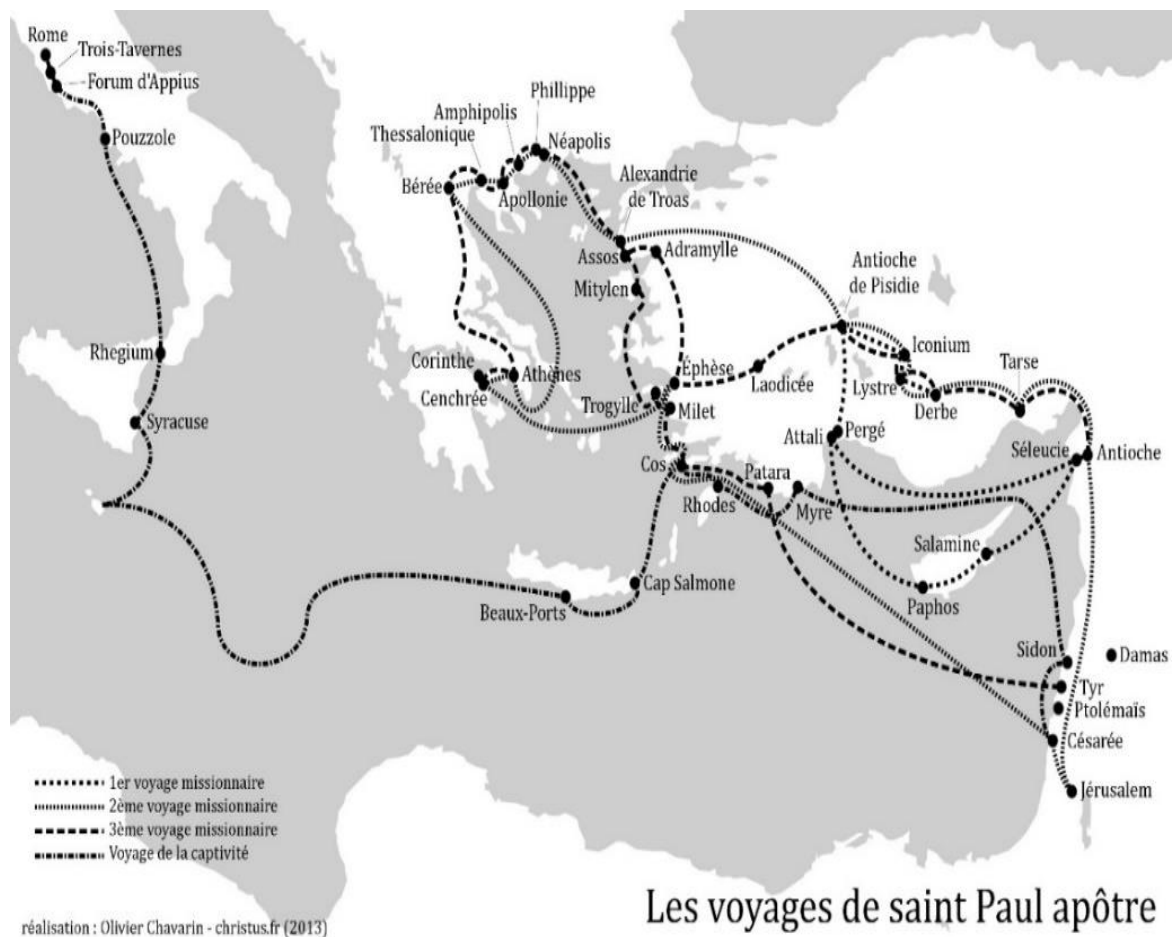 Rome
Trois-Tavernes
Forum d'Appius
Pouzzole
Phillippe
Amphipolis
Néapolis
Thessalonique
Alexandrie
de Troas
Bérée
Apollonie
Assos
Adramylle
Antioche
de Pisidie
Mitylen
Rhegium
Iconium
Corinthe
Athènes
Éphèse
Laodicée
Lystre
Tarse
Cenchrée
Derbe
Trogylle
Milet
Syracuse
Pergé
Attali
Séleucie
Antioche
Cos
Patara
Rhodes
Myre
Salamine
Cap Salmone
Beaux-Ports
Paphos
Sidon
Damas
Tyr
Ptolémaïs
Césarée
Jérusalem
1er voyage missionnaire
2ème voyage missionnaire
3ème voyage missionnaire
Voyage de la captivité
Les voyages de saint Paul apôtre
réalisation : Olivier Chavarin - christus.fr (2013)